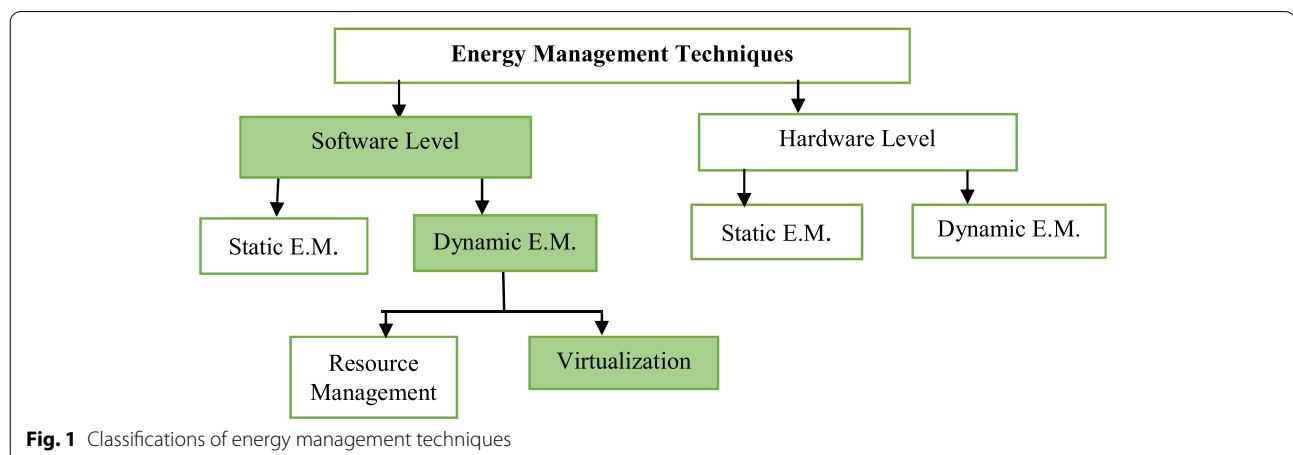 Energy Management Techniques
Software Level
Hardware Level
Static E.M.
Dynamic E.M.
Static E.M.
Dynamic E.M.
Resource
Management
Virtualization
Fig. 1 Classifications of energy management techniques